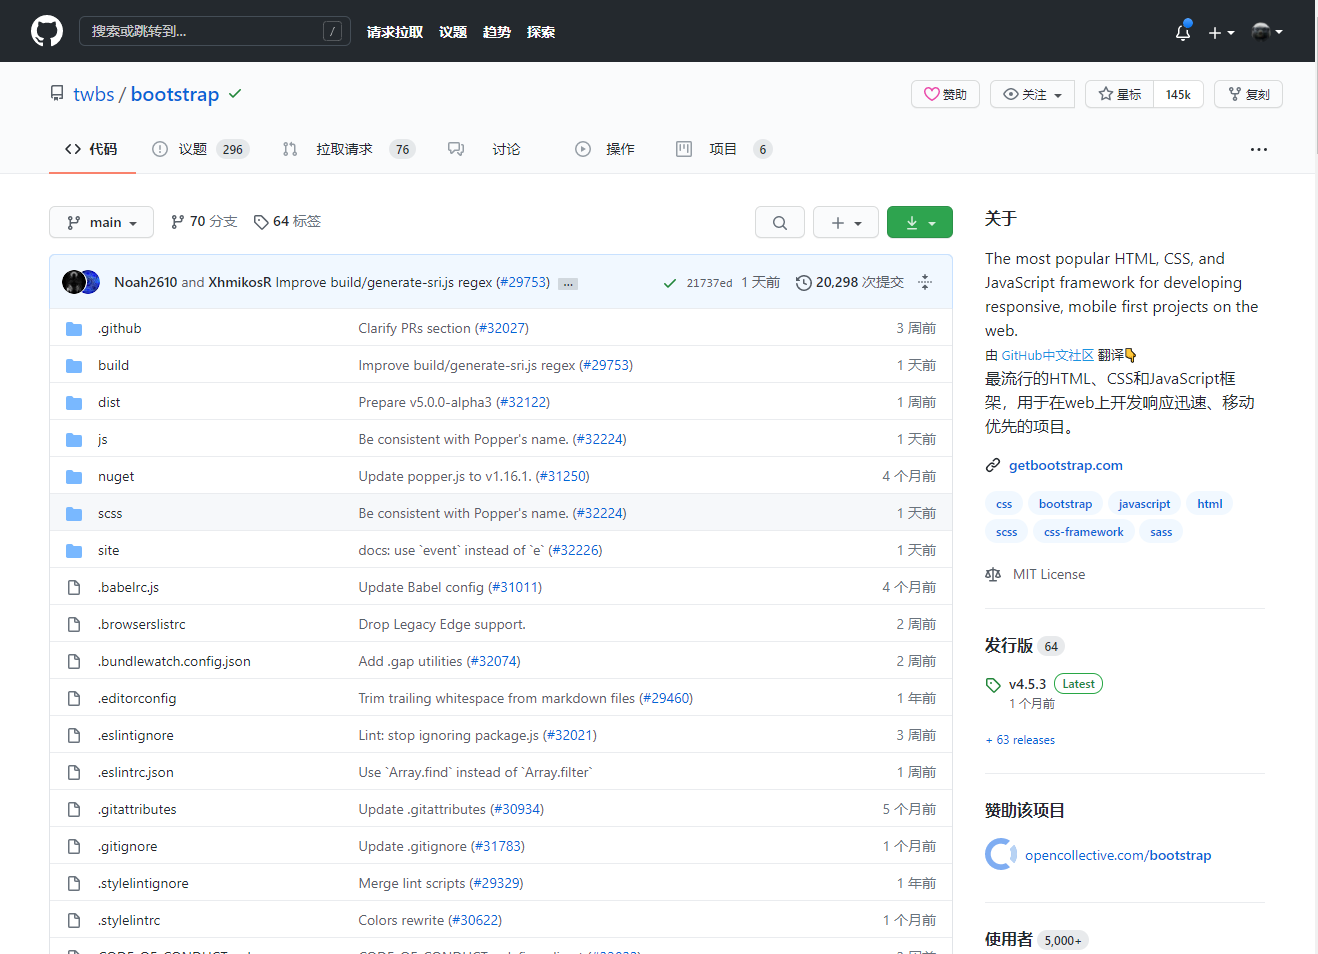 搜索或跳转到... /
请求拉取 议题 趋势 探索
twbs / bootstrap
赞助 关注 星标 145k 复刻
代码 议题 296 拉取请求 76 讨论 操作 项目 6 ...
main 70 分支 64 标签
Noah2610 and XhmikosR Improve build/generate-sri.js regex (#29753) ... 21737ed 1 天前 20,298 次提交
.github Clarify PRs section (#32027) 3 周前
build Improve build/generate-sri.js regex (#29753) 1 天前
dist Prepare v5.0.0-alpha3 (#32122) 1 周前
js Be consistent with Popper's name. (#32224) 1 天前
nuget Update popper.js to v1.16.1. (#31250) 4 个月前
scss Be consistent with Popper's name. (#32224) 1 天前
site docs: use `event` instead of `e` (#32226) 1 天前
.babelrc.js Update Babel config (#31011) 4 个月前
.browserslistrc Drop Legacy Edge support. 2 周前
.bundlewatch.config.json Add .gap utilities (#32074) 2 周前
.editorconfig Trim trailing whitespace from markdown files (#29460) 1 年前
.eslintignore Lint: stop ignoring package.js (#32021) 3 周前
.eslintrc.json Use `Array.find` instead of `Array.filter` 1 周前
.gitattributes Update .gitattributes (#30934) 5 个月前
.gitignore Update .gitignore (#31783) 1 个月前
.stylelintignore Merge lint scripts (#29329) 1 年前
.stylelintrc Colors rewrite (#30622) 1 个月前
关于
The most popular HTML, CSS, and
JavaScript framework for developing
responsive, mobile first projects on the
web.
由 GitHub中文社区 翻译👇
最流行的HTML、CSS和JavaScript框
架，用于在web上开发响应迅速、移动
优先的项目。
getbootstrap.com
css bootstrap javascript html
scss css-framework sass
MIT License
发行版 64
v4.5.3 Latest
1 个月前
+ 63 releases
赞助该项目
opencollective.com/bootstrap
使用者 5,000+